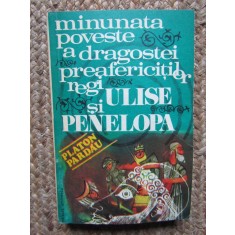 minunata
poveste
a dragostei
preafericiților
regi
ULISE
și
PENELOPA
PLATON
PARDĂU